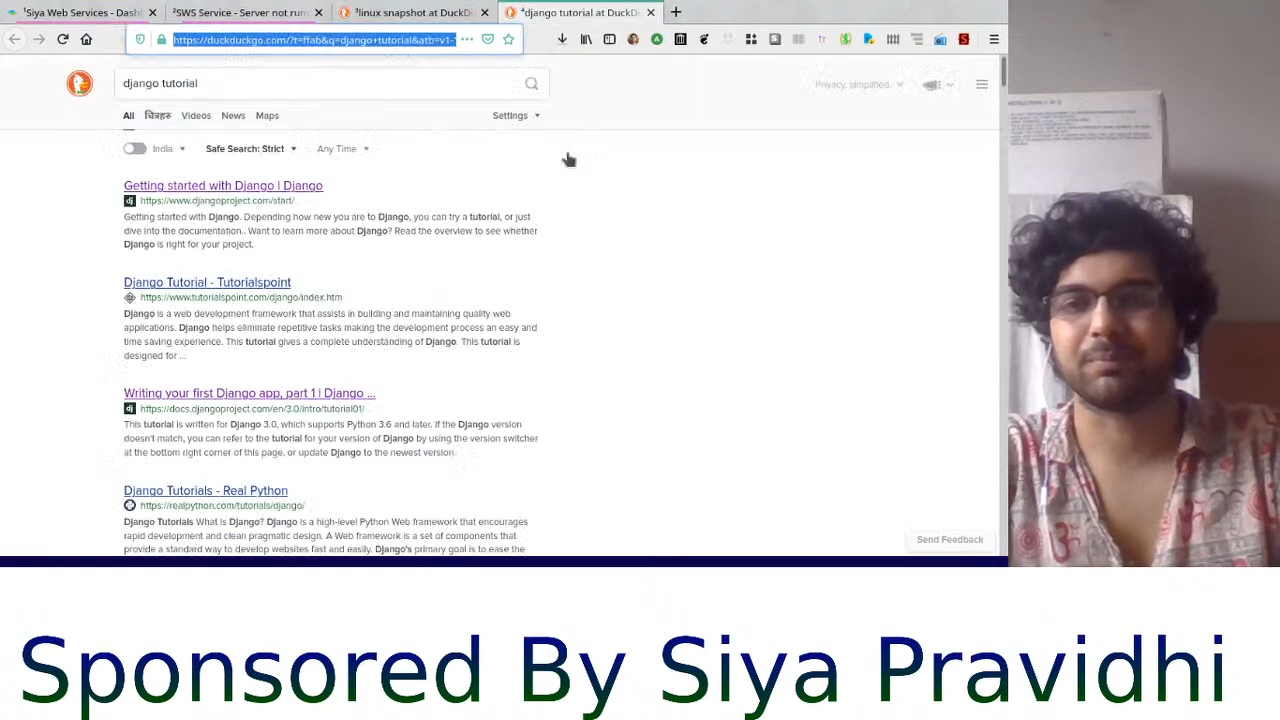 ¹Siya Web Services - Dash
²SWS Service - Server not run
³linux snapshot at DuckD
⁴django tutorial at DuckD
https://duckduckgo.com/?t=ffab&q=django+tutorial&atb=v1-
django tutorial
Privacy, simplified.
All चित्रहरु Videos News Maps Settings
India Safe Search: Strict Any Time
Getting started with Django | Django
https://www.djangoproject.com/start/
Getting started with Django. Depending how new you are to Django, you can try a tutorial, or just
dive into the documentation.. Want to learn more about Django? Read the overview to see whether
Django is right for your project.
Django Tutorial - Tutorialspoint
https://www.tutorialspoint.com/django/index.htm
Django is a web development framework that assists in building and maintaining quality web
applications. Django helps eliminate repetitive tasks making the development process an easy and
time saving experience. This tutorial gives a complete understanding of Django. This tutorial is
designed for ...
Writing your first Django app, part 1 | Django ...
https://docs.djangoproject.com/en/3.0/intro/tutorial01/
This tutorial is written for Django 3.0, which supports Python 3.6 and later. If the Django version
doesn't match, you can refer to the tutorial for your version of Django by using the version switcher
at the bottom right corner of this page, or update Django to the newest version
Django Tutorials - Real Python
https://realpython.com/tutorials/django/
Django Tutorials What is Django? Django is a high-level Python Web framework that encourages
rapid development and clean pragmatic design. A Web framework is a set of components that
provide a standard way to develop websites fast and easily. Django's primary goal is to ease the
Send Feedback
Sponsored By Siya Pravidhi